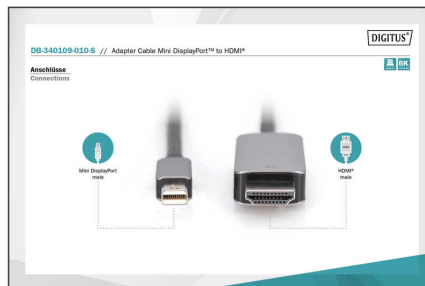 DIGITUS®
DB-340109-010-S // Adapter Cable Mini DisplayPort™ to HDMI®
Anschlüsse
Connections
8K
Mini DisplayPort
male
HDMI®
male